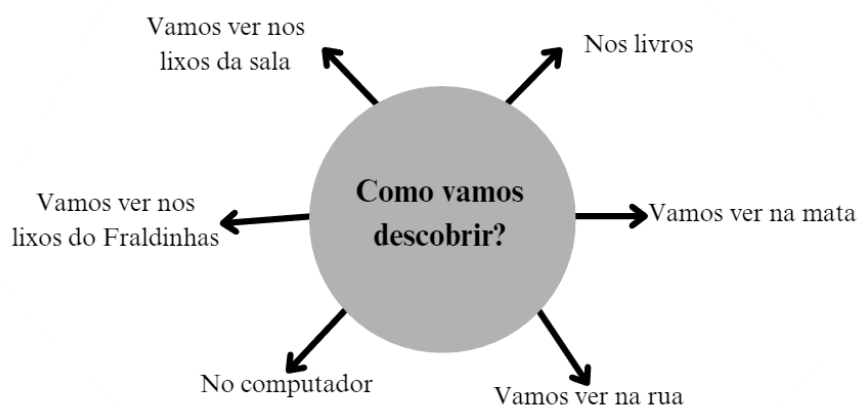 Vamos ver nos
lixos da sala
Nos livros
Como vamos
descobrir?
Vamos ver nos
lixos do Fraldinhas
Vamos ver na mata
No computador
Vamos ver na rua